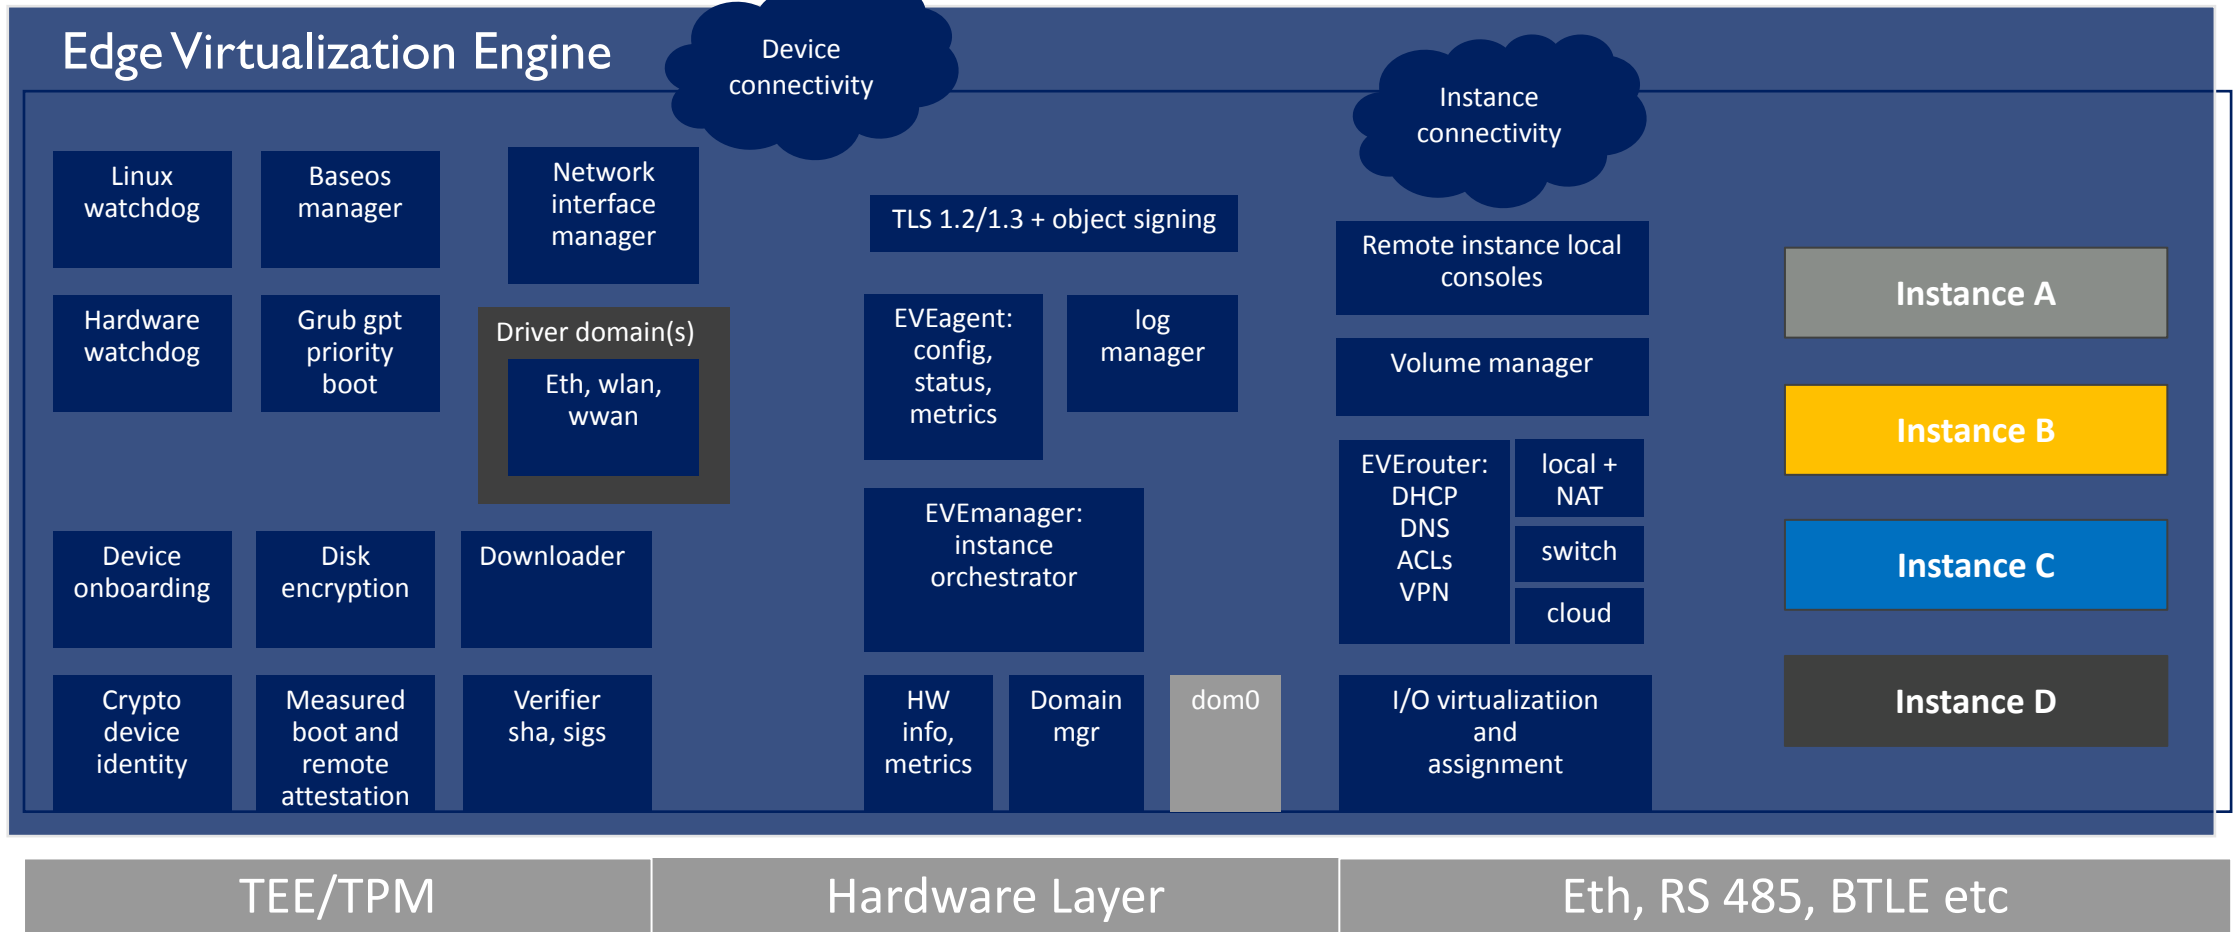 Edge Virtualization Engine
Device
connectivity
Instance
connectivity
Linux
watchdog
Baseos
manager
Network
interface
manager
TLS 1.2/1.3 + object signing
Remote instance local
consoles
Instance A
Hardware
watchdog
Grub gpt
priority
boot
Driver domain(s)
Eth, wlan,
wwan
EVEagent:
config,
status,
metrics
log
manager
Volume manager
Instance B
EVErouter:
DHCP
DNS
ACLs
VPN
local +
NAT
switch
cloud
Device
onboarding
Disk
encryption
Downloader
EVEmanager:
instance
orchestrator
Instance C
Crypto
device
identity
Measured
boot and
remote
attestation
Verifier
sha, sigs
HW
info,
metrics
Domain
mgr
dom0
I/O virtualizatiion
and
assignment
Instance D
TEE/TPM
Hardware Layer
Eth, RS 485, BTLE etc